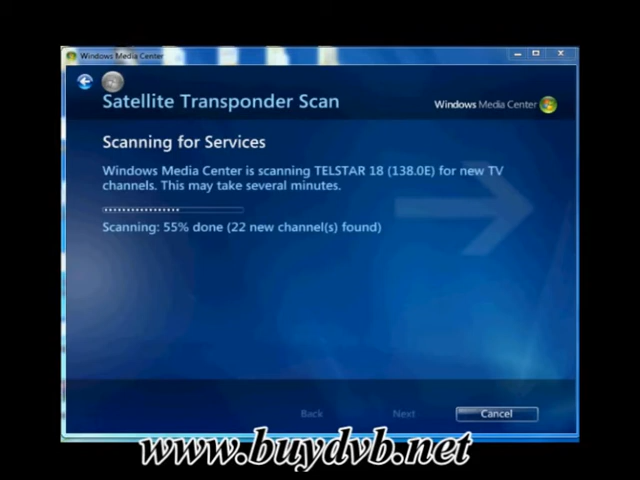 Windows Media Center
Satellite Transponder Scan
Windows Media Center
Scanning for Services
Windows Media Center is scanning TELSTAR 18 (138.0E) for new TV
channels. This may take several minutes.
Scanning: 55% done (22 new channel(s) found)
Back
Next
Cancel
www.buydvb.net